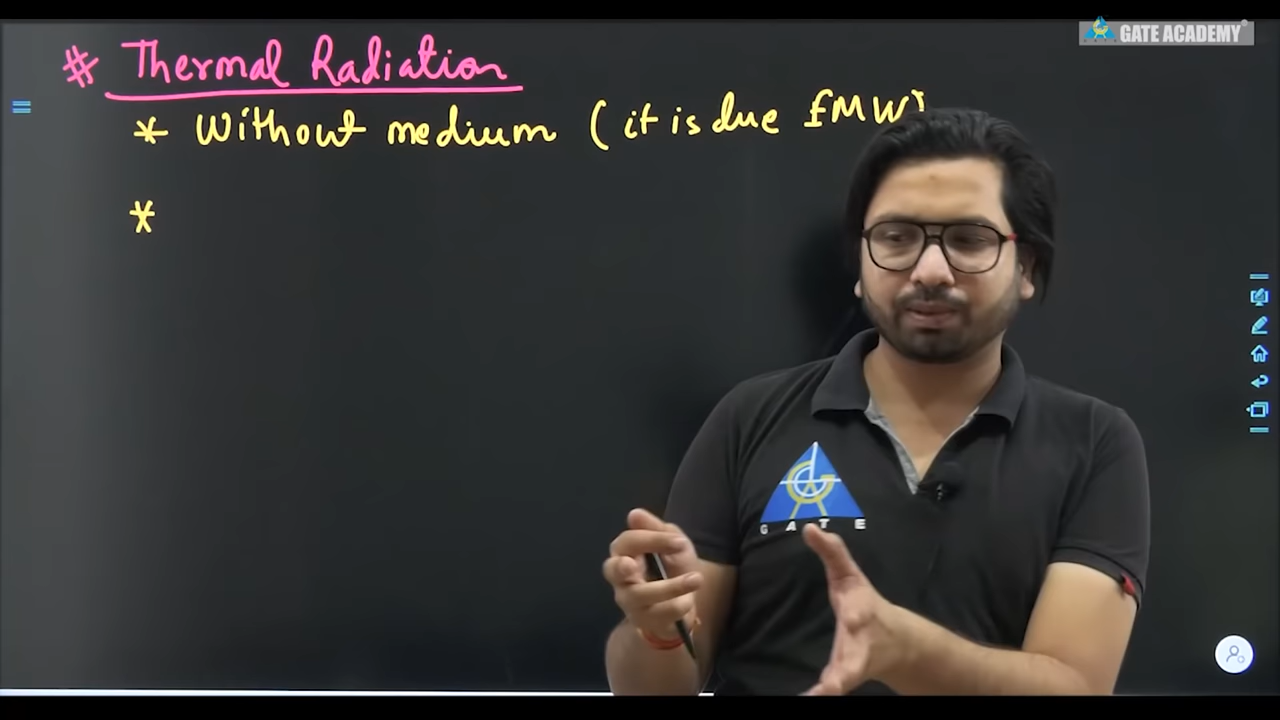 GATE ACADEMY
# Thermal Radiation
* Without medium ( it is due EMW)
*
GATE